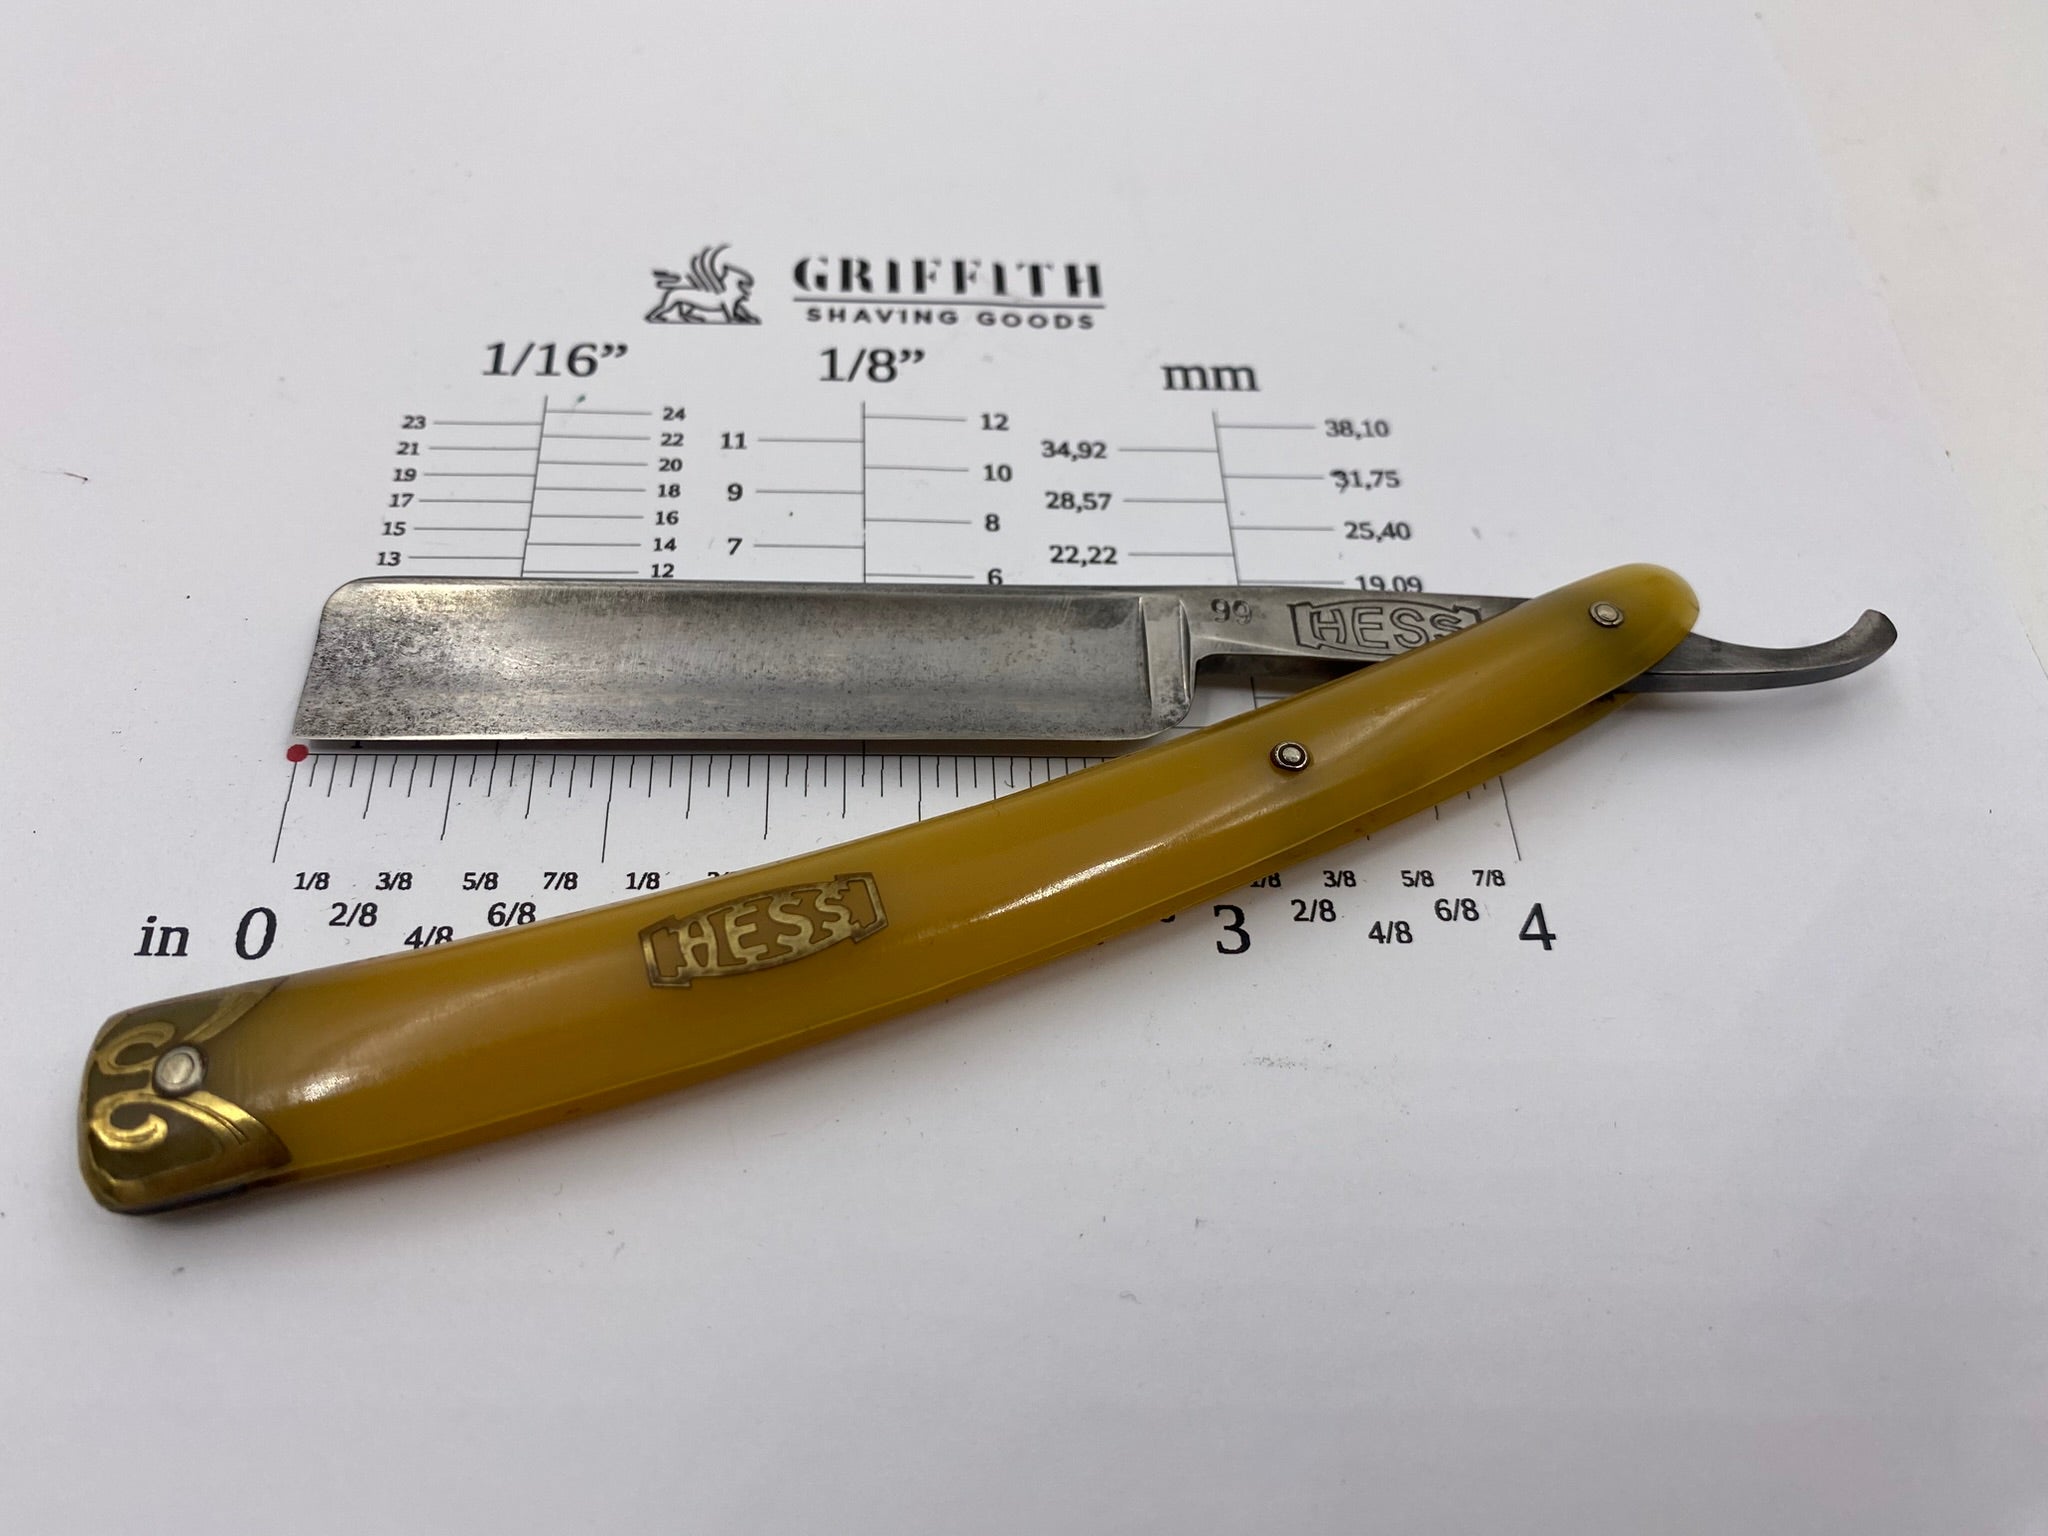 GRIFFITH
SHAVING GOODS
1/16” 1/8” mm
24 12 38,10
23 22 11 34,92
21 20 10 31,75
19 18 9 28,57
17 16 8 25,40
15 14 7 22,22
13 12 6 19,09
99 HESS
1/8 3/8 5/8 7/8 1/8 1/8 3/8 5/8 7/8
2/8 6/8 2/8 6/8
4/8 4/8
in 0 3 4
HESS